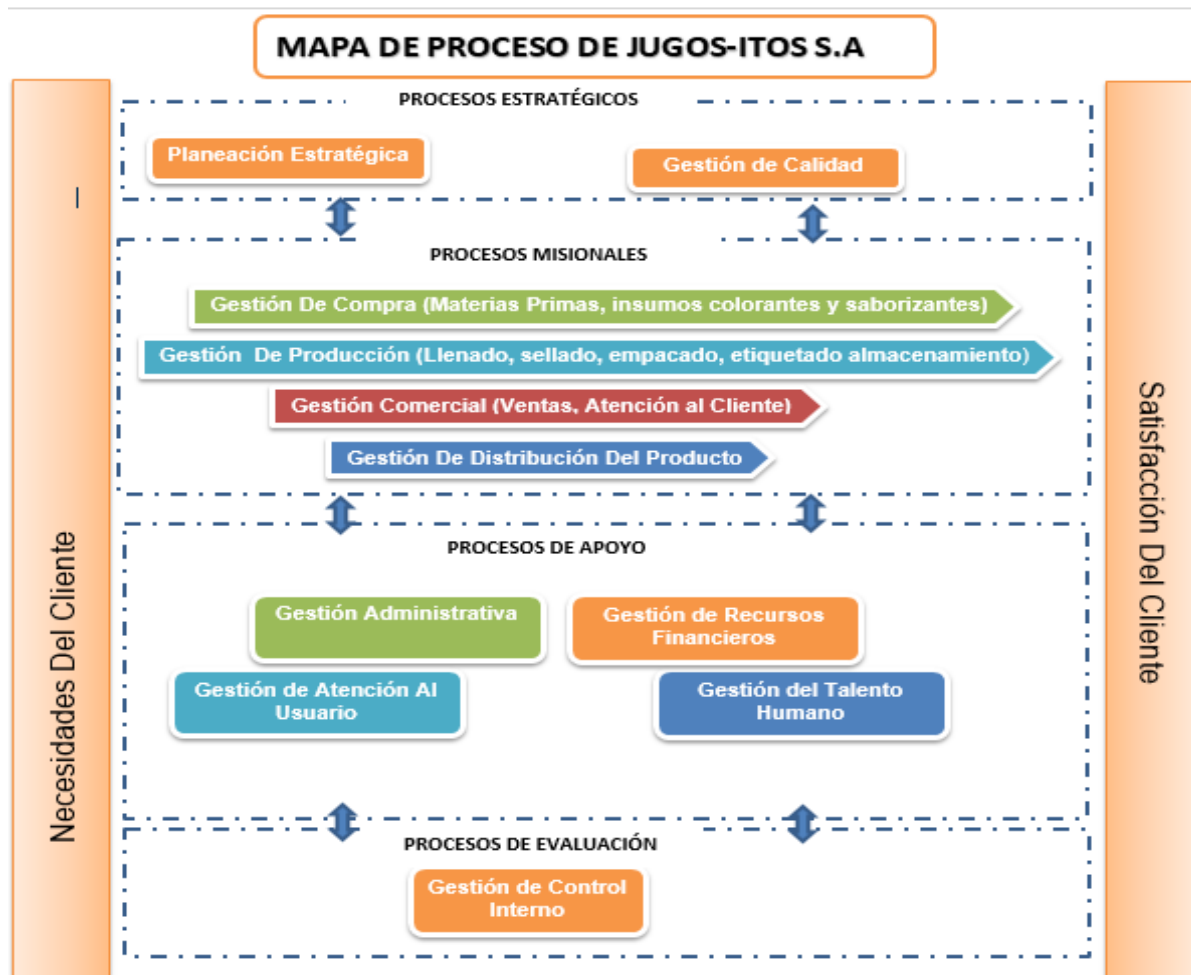 MAPA DE PROCESO DE JUGOS-ITOS S.A
PROCESOS ESTRATÉGICOS
Planeación Estratégica
Gestión de Calidad
PROCESOS MISIONALES
Gestión De Compra (Materias Primas, insumos colorantes y saborizantes)
Gestión De Producción (Llenado, sellado, empacado, etiquetado almacenamiento)
Gestión Comercial (Ventas, Atención al Cliente)
Gestión De Distribución Del Producto
PROCESOS DE APOYO
Gestión Administrativa
Gestión de Recursos
Financieros
Gestión de Atención Al
Usuario
Gestión del Talento
Humano
PROCESOS DE EVALUACIÓN
Gestión de Control
Interno
Necesidades Del Cliente
Satisfacción Del Cliente